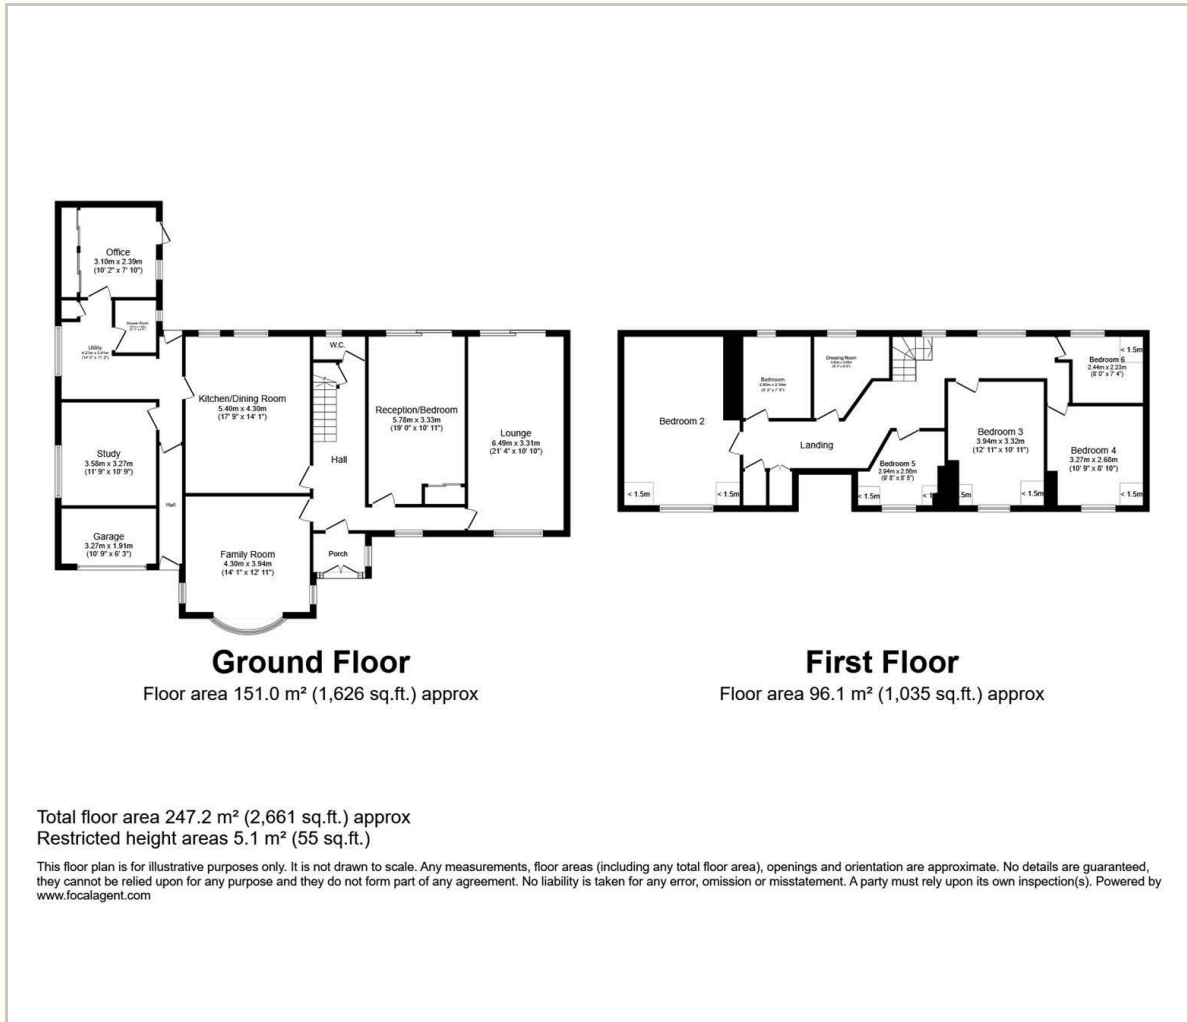 Office
3.10m x 2.39m
(10' 2" x 7' 10")
Shower Room
Utility
4.27m x 3.41m
(14' 0" x 11' 2")
W.C.
Kitchen/Dining Room
5.40m x 4.30m
(17' 9" x 14' 1")
Reception/Bedroom
5.78m x 3.33m
(19' 0" x 10' 11")
Lounge
6.49m x 3.31m
(21' 4" x 10' 10")
Study
3.58m x 3.27m
(11' 9" x 10' 9")
Hall
Hall
Garage
3.27m x 1.91m
(10' 9" x 6' 3")
Family Room
4.30m x 3.94m
(14' 1" x 12' 11")
Porch
Ground Floor
Floor area 151.0 m² (1,626 sq.ft.) approx
Bedroom 2
< 1.5m
< 1.5m
Bathroom
Dressing Room
Landing
Bedroom 6
2.44m x 2.23m
(8' 0" x 7' 4")
< 1.5m
Bedroom 3
3.94m x 3.32m
(12' 11" x 10' 11")
< 1.5m
Bedroom 4
3.27m x 2.68m
(10' 9" x 8' 10")
< 1.5m
Bedroom 5
(9' 8" x 8' 5")
< 1.5m
First Floor
Floor area 96.1 m² (1,035 sq.ft.) approx
Total floor area 247.2 m² (2,661 sq.ft.) approx
Restricted height areas 5.1 m² (55 sq.ft.)
This floor plan is for illustrative purposes only. It is not drawn to scale. Any measurements, floor areas (including any total floor area), openings and orientation are approximate. No details are guaranteed,
they cannot be relied upon for any purpose and they do not form part of any agreement. No liability is taken for any error, omission or misstatement. A party must rely upon its own inspection(s). Powered by
www.focalagent.com